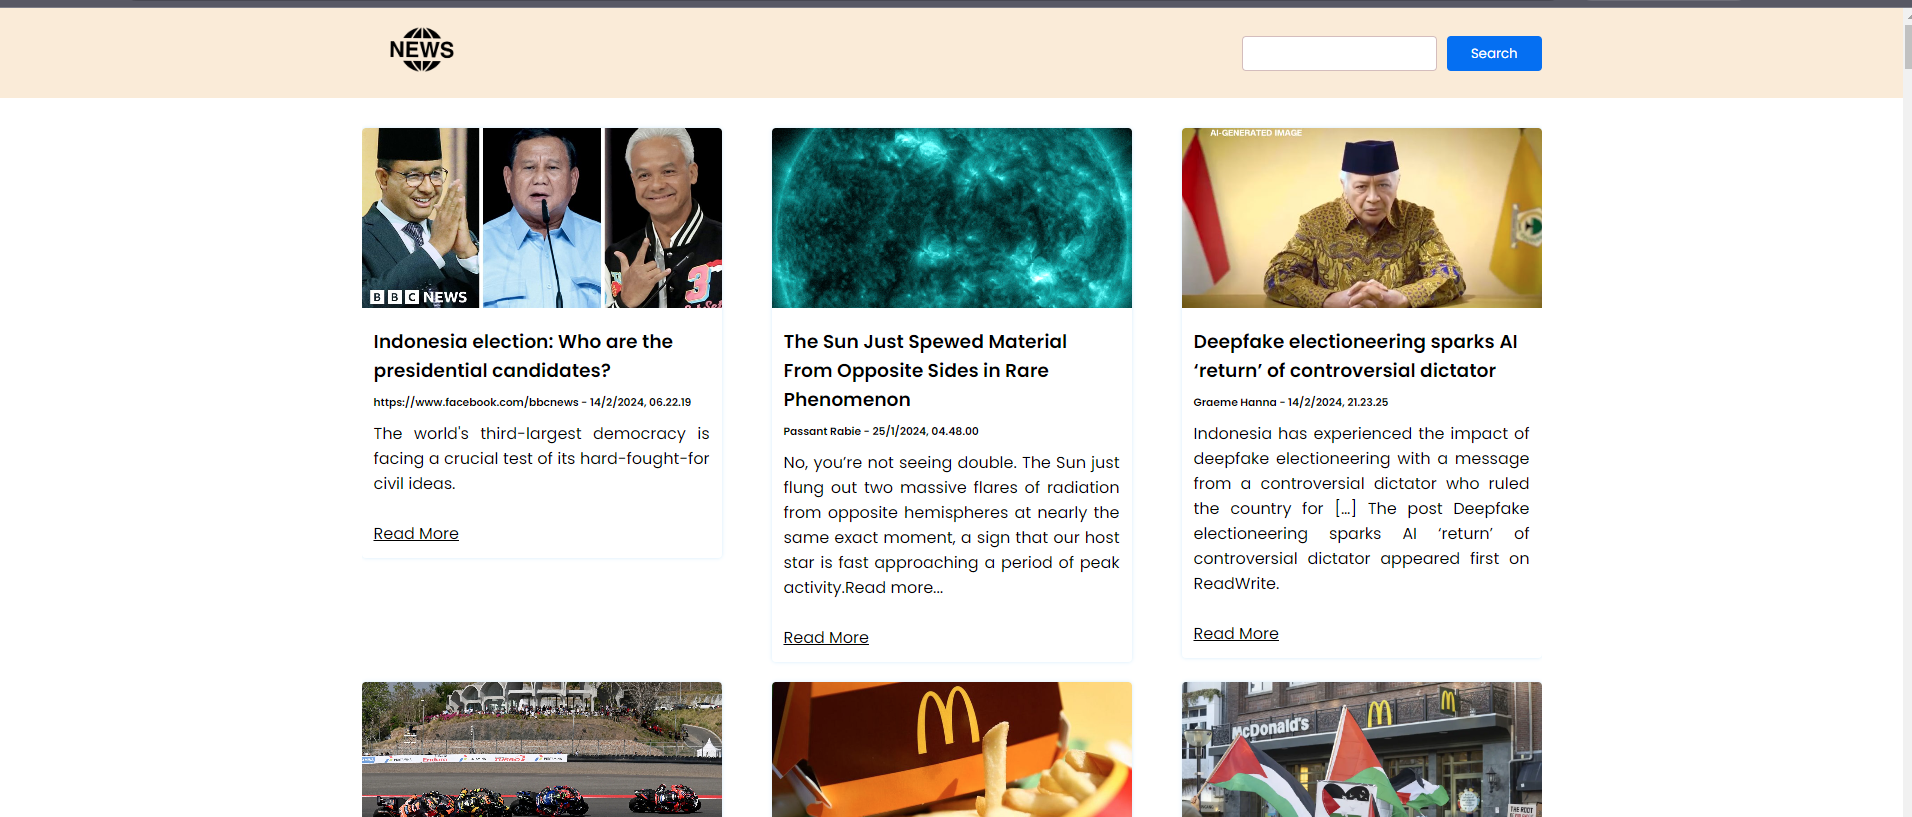 NEWS
Search
BBC NEWS
Indonesia election: Who are the
presidential candidates?
https://www.facebook.com/bbcnews - 14/2/2024, 06.22.19
The world's third-largest democracy is
facing a crucial test of its hard-fought-for
civil ideas.
Read More
The Sun Just Spewed Material
From Opposite Sides in Rare
Phenomenon
Passant Rabie - 25/1/2024, 04.48.00
No, you’re not seeing double. The Sun just
flung out two massive flares of radiation
from opposite hemispheres at nearly the
same exact moment, a sign that our host
star is fast approaching a period of peak
activity.Read more...
Read More
AI-GENERATED IMAGE
Deepfake electioneering sparks AI
‘return’ of controversial dictator
Graeme Hanna - 14/2/2024, 21.23.25
Indonesia has experienced the impact of
deepfake electioneering with a message
from a controversial dictator who ruled
the country for […] The post Deepfake
electioneering sparks AI ‘return’ of
controversial dictator appeared first on
ReadWrite.
Read More
McDonald's
THE ROOT